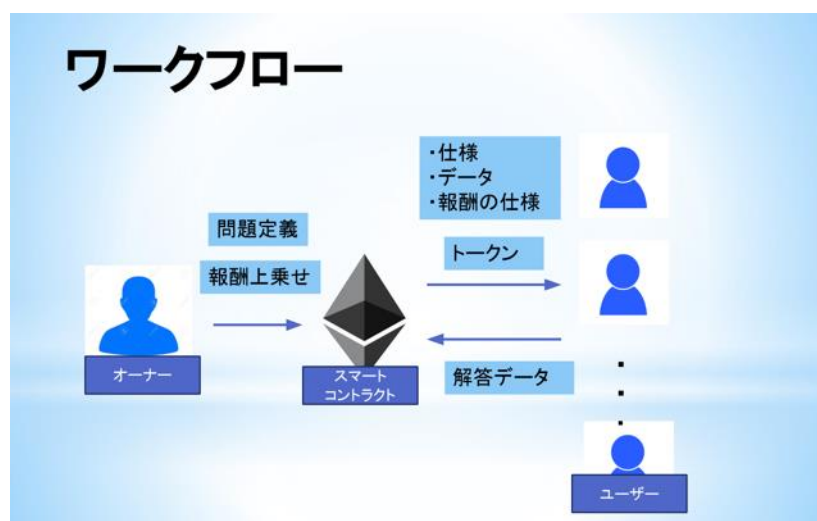 ワークフロー
・仕様
・データ
・報酬の仕様
問題定義
報酬上乗せ
トークン
オーナー
スマート
コントラクト
解答データ
ユーザー